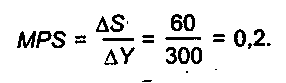 MPS = ΔS/ΔY = 60/300 = 0,2.